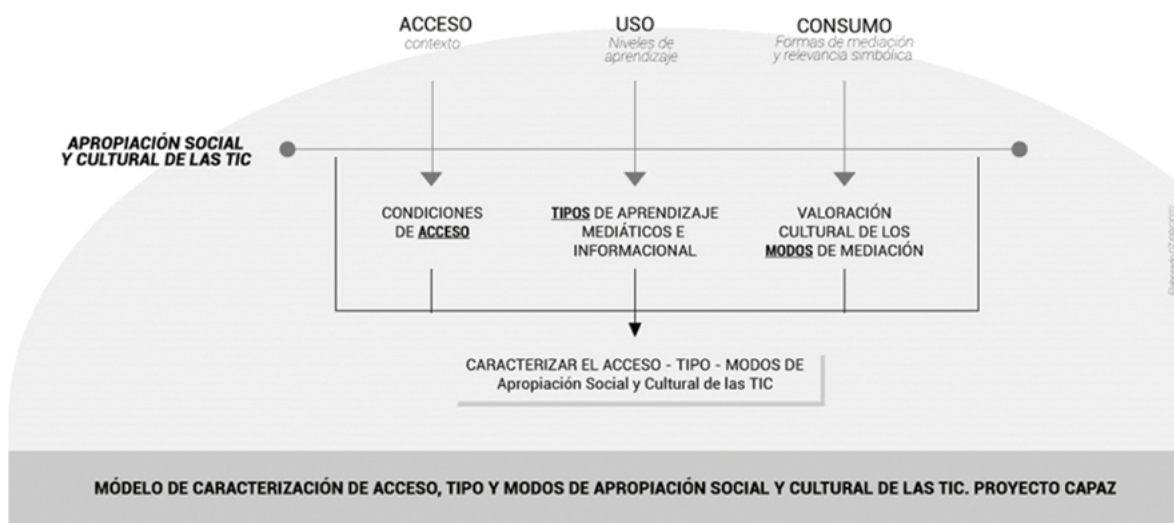 ACCESO
contexto
USO
Niveles de
aprendizaje
CONSUMO
Formas de mediación
y relevancia simbólica
APROPIACIÓN SOCIAL
Y CULTURAL DE LAS TIC
CONDICIONES
DE ACCESO
TIPOS DE APRENDIZAJE
MEDIÁTICOS E
INFORMACIONAL
VALORACIÓN
CULTURAL DE LOS
MODOS DE MEDIACIÓN
CARACTERIZAR EL ACCESO - TIPO - MODOS DE
Apropiación Social y Cultural de las TIC
MÓDELO DE CARACTERIZACIÓN DE ACCESO, TIPO Y MODOS DE APROPIACIÓN SOCIAL Y CULTURAL DE LAS TIC. PROYECTO CAPAZ